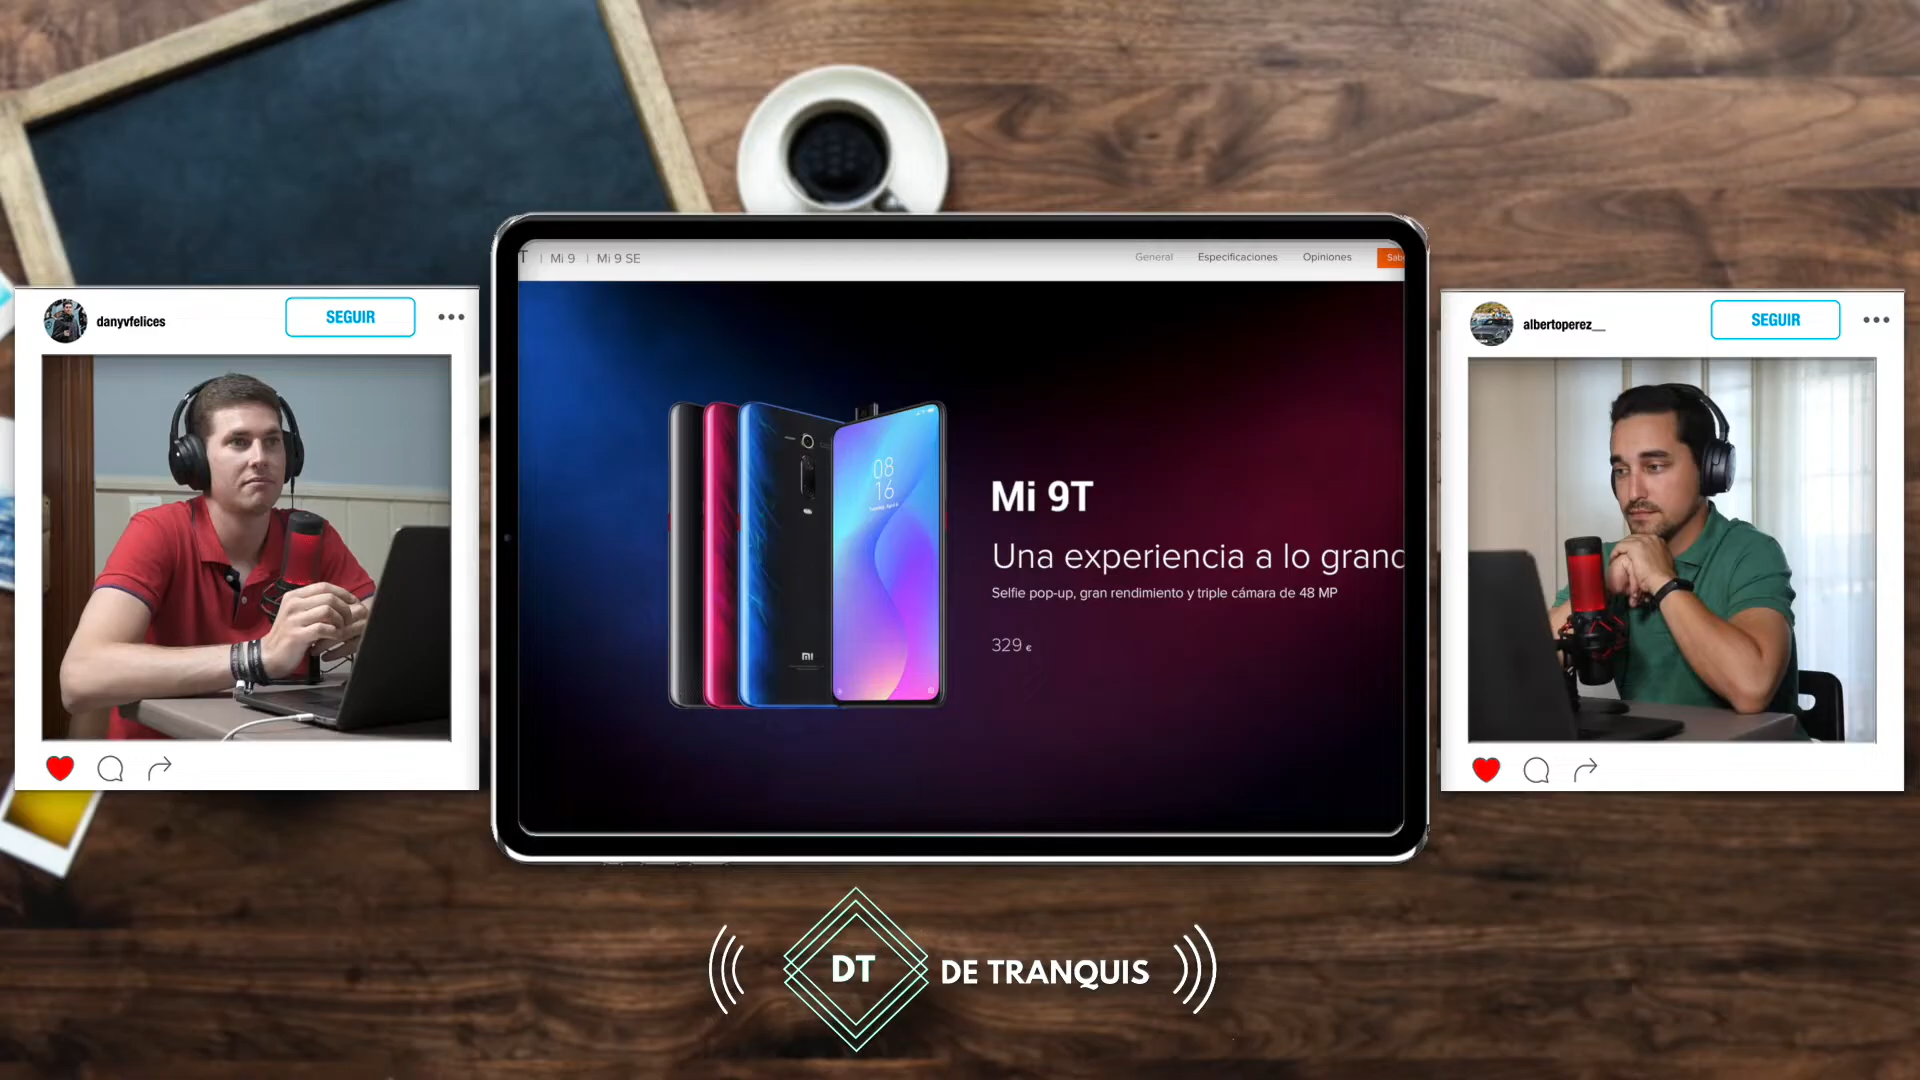 T | Mi 9 | Mi 9 SE
General Especificaciones Opiniones
danyvfelices SEGUIR
albertoperez__ SEGUIR
08
16
Mi 9T
Una experiencia a lo grand
Selfie pop-up, gran rendimiento y triple cámara de 48 MP
329 €
DT DE TRANQUIS